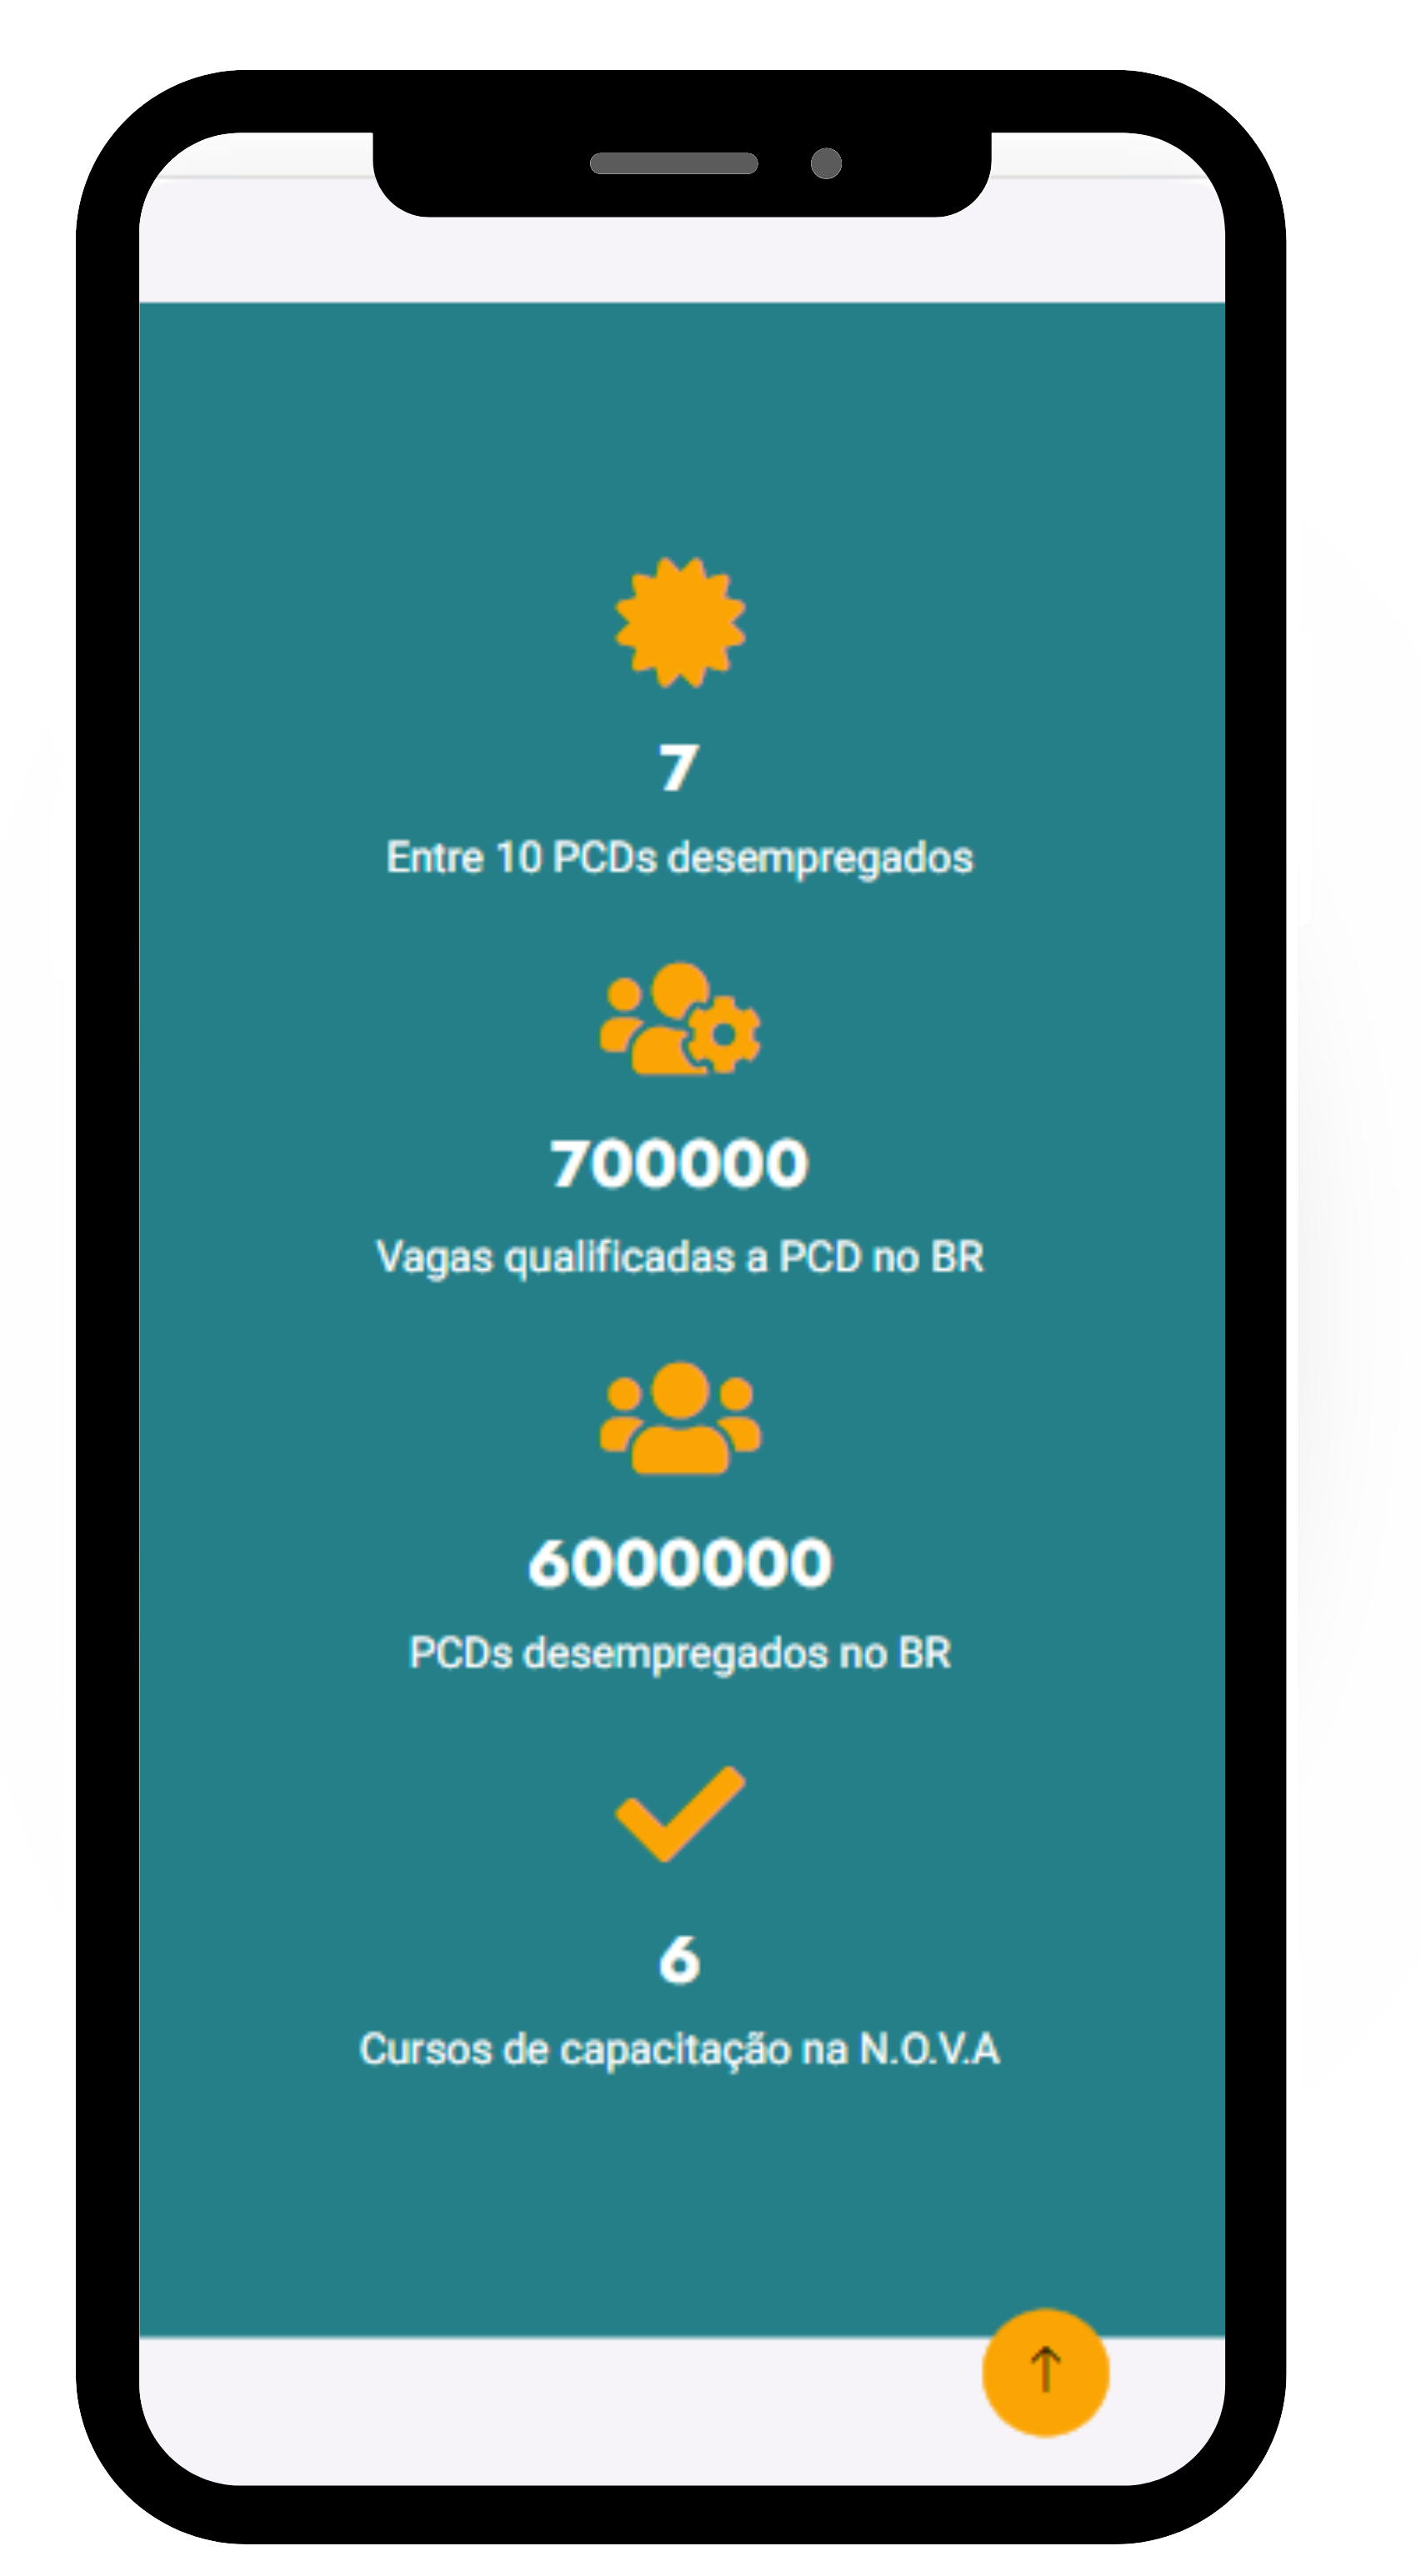 7
Entre 10 PCDs desempregados
700000
Vagas qualificadas a PCD no BR
6000000
PCDs desempregados no BR
6
Cursos de capacitação na N.O.V.A